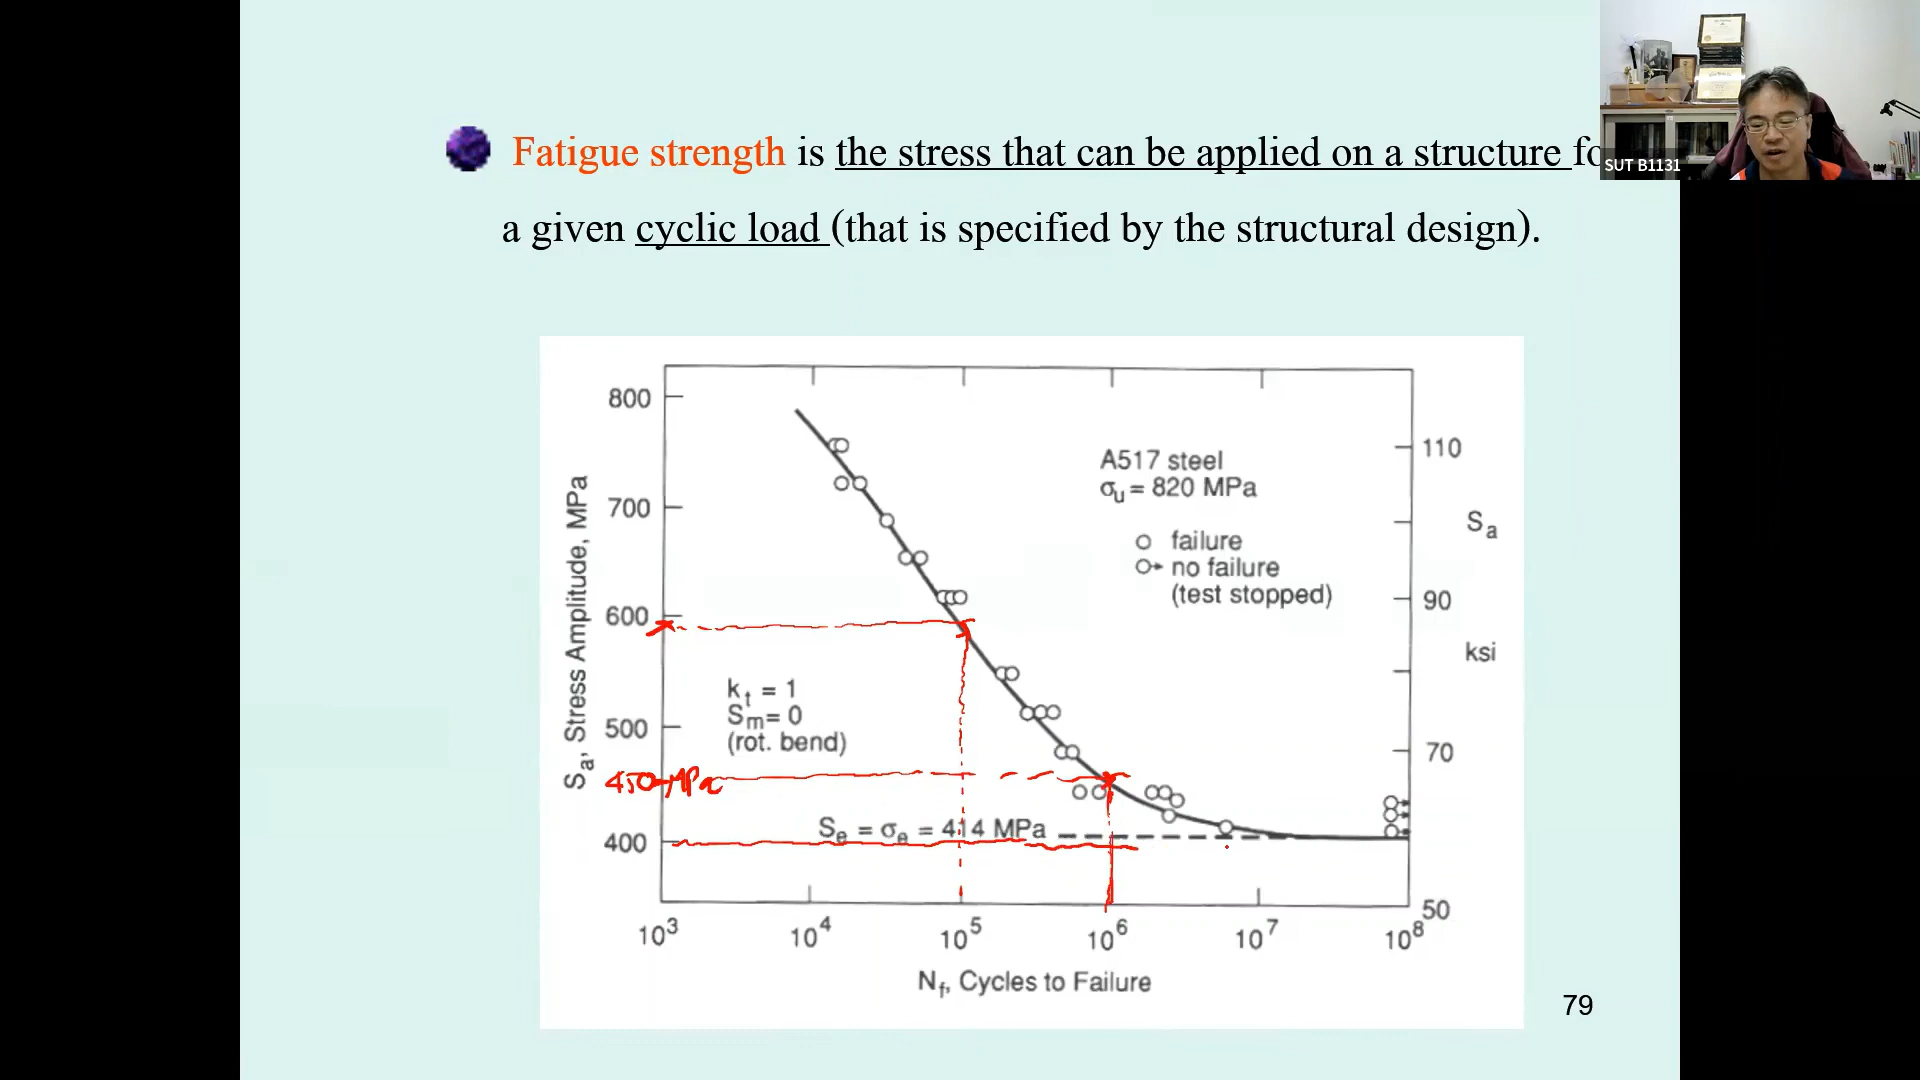 Fatigue strength is the stress that can be applied on a structure fo
SUT B1131
a given cyclic load (that is specified by the structural design).
800
700
600
500
400
Sa, Stress Amplitude, MPa
A517 steel
σu = 820 MPa
failure
no failure
(test stopped)
kt = 1
Sm = 0
(rot. bend)
450 MPa
Se = σe = 414 MPa
110
90
70
50
Sa
ksi
10³ 10⁴ 10⁵ 10⁶ 10⁷ 10⁸
Nf, Cycles to Failure
79